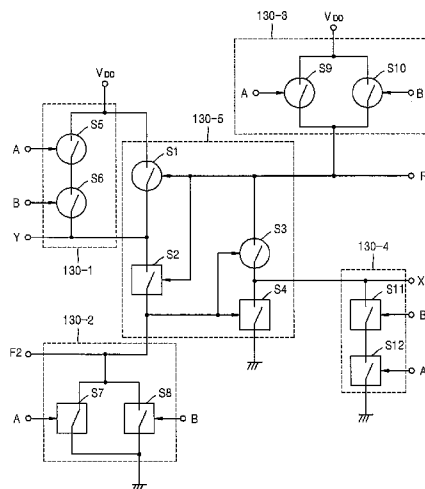 130-3
VDD
S9
S10
A
B
VDD
130-5
S5
A
S1
S6
B
F
Y
S2
S3
130-4
130-1
X
S4
S11
B
130-2
F2
S12
A
S7
S8
A
B